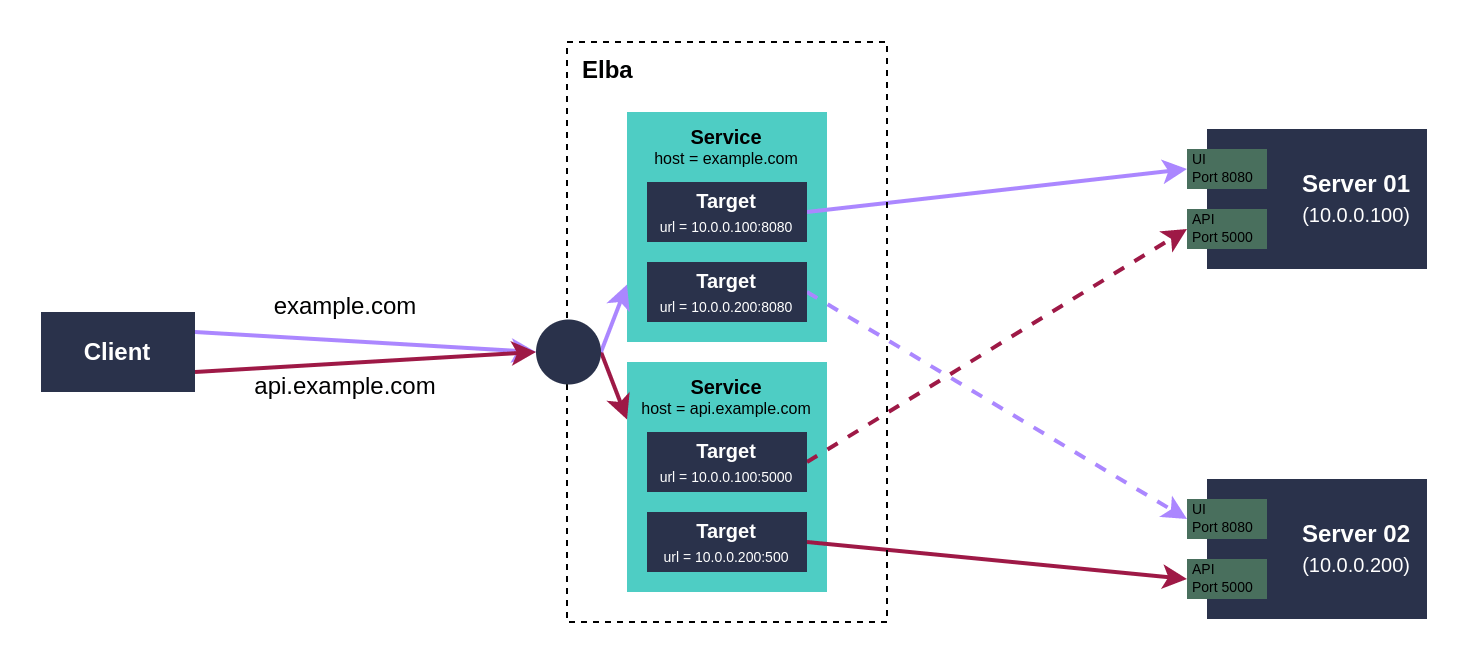 Elba
Service
host = example.com
Target
url = 10.0.0.100:8080
Target
url = 10.0.0.200:8080
Service
host = api.example.com
Target
url = 10.0.0.100:5000
Target
url = 10.0.0.200:500
example.com
Client
api.example.com
UI
Port 8080
API
Port 5000
Server 01
(10.0.0.100)
UI
Port 8080
API
Port 5000
Server 02
(10.0.0.200)